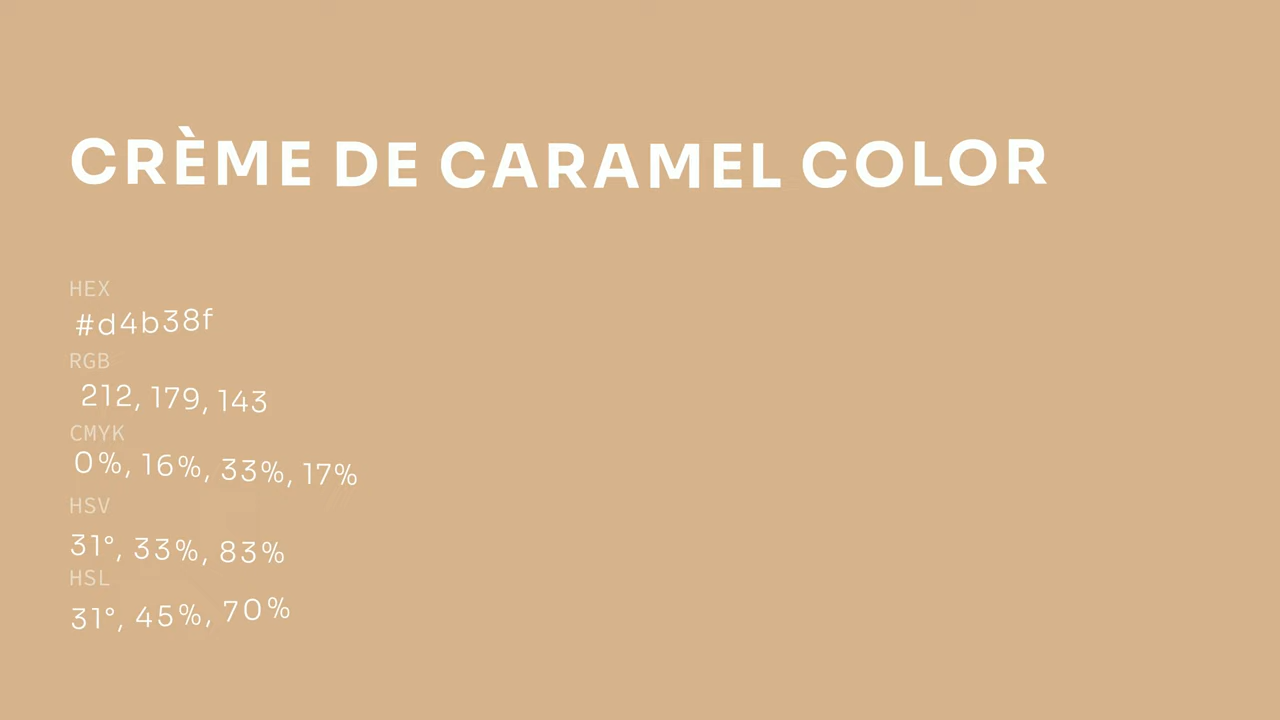 CRÈME DE CARAMEL COLOR
HEX
#d4b38f
RGB
212, 179, 143
CMYK
0%, 16%, 33%, 17%
HSV
31°, 33%, 83%
HSL
31°, 45%, 70%